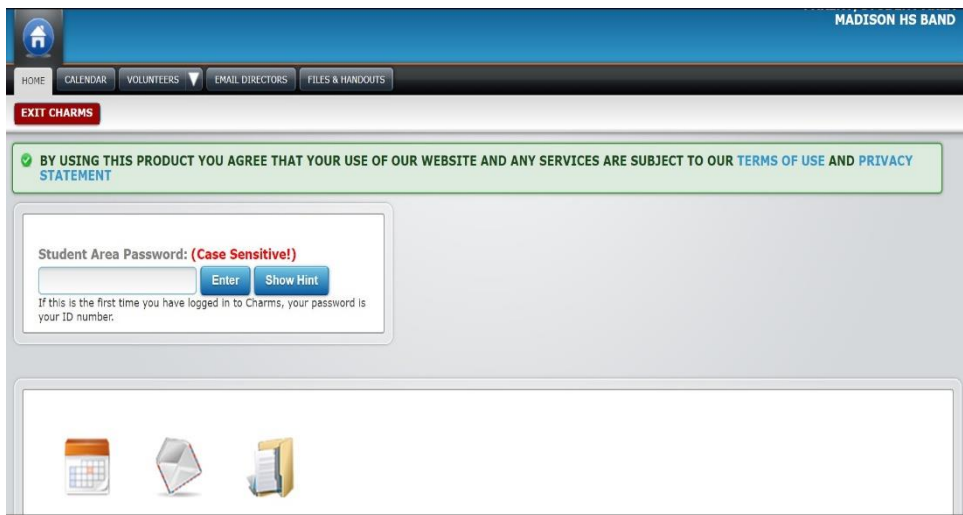 MADISON HS BAND
HOME
CALENDAR
VOLUNTEERS
EMAIL DIRECTORS
FILES & HANDOUTS
EXIT CHARMS
BY USING THIS PRODUCT YOU AGREE THAT YOUR USE OF OUR WEBSITE AND ANY SERVICES ARE SUBJECT TO OUR TERMS OF USE AND PRIVACY
STATEMENT
Student Area Password: (Case Sensitive!)
Enter
Show Hint
If this is the first time you have logged in to Charms, your password is
your ID number.